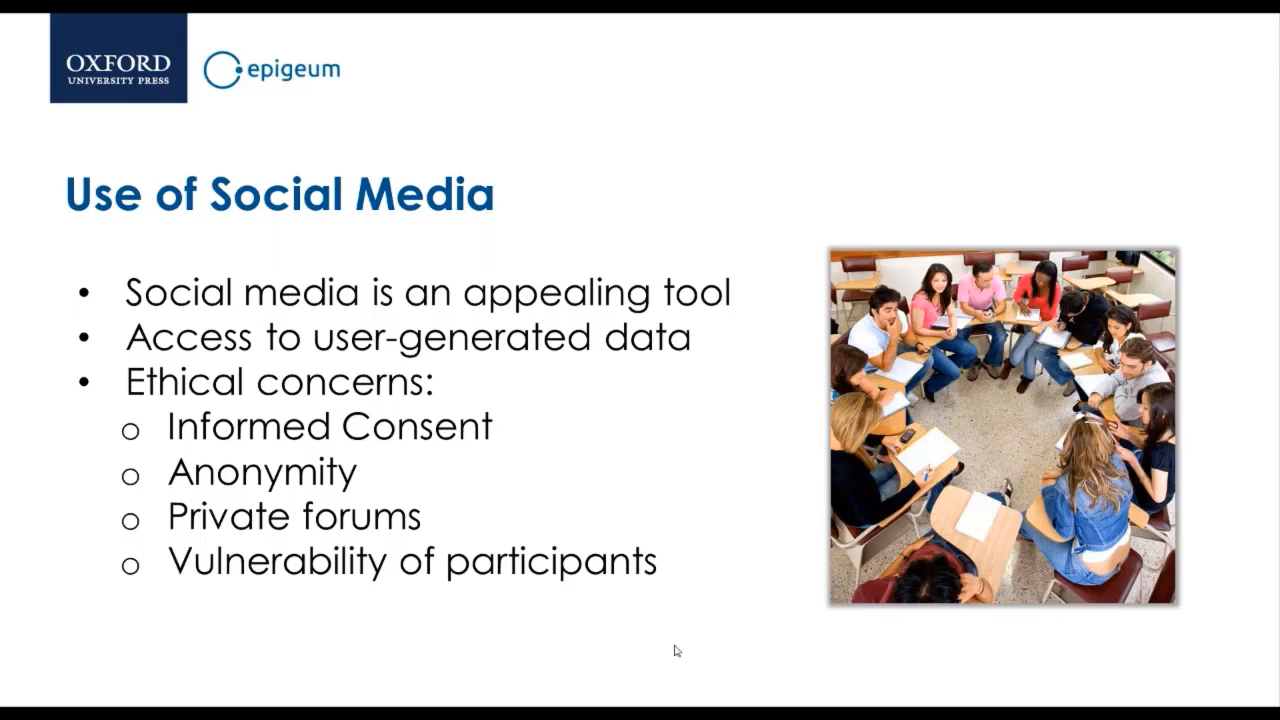 OXFORD
UNIVERSITY PRESS
epigeum
Use of Social Media
• Social media is an appealing tool
• Access to user-generated data
• Ethical concerns:
o Informed Consent
o Anonymity
o Private forums
o Vulnerability of participants